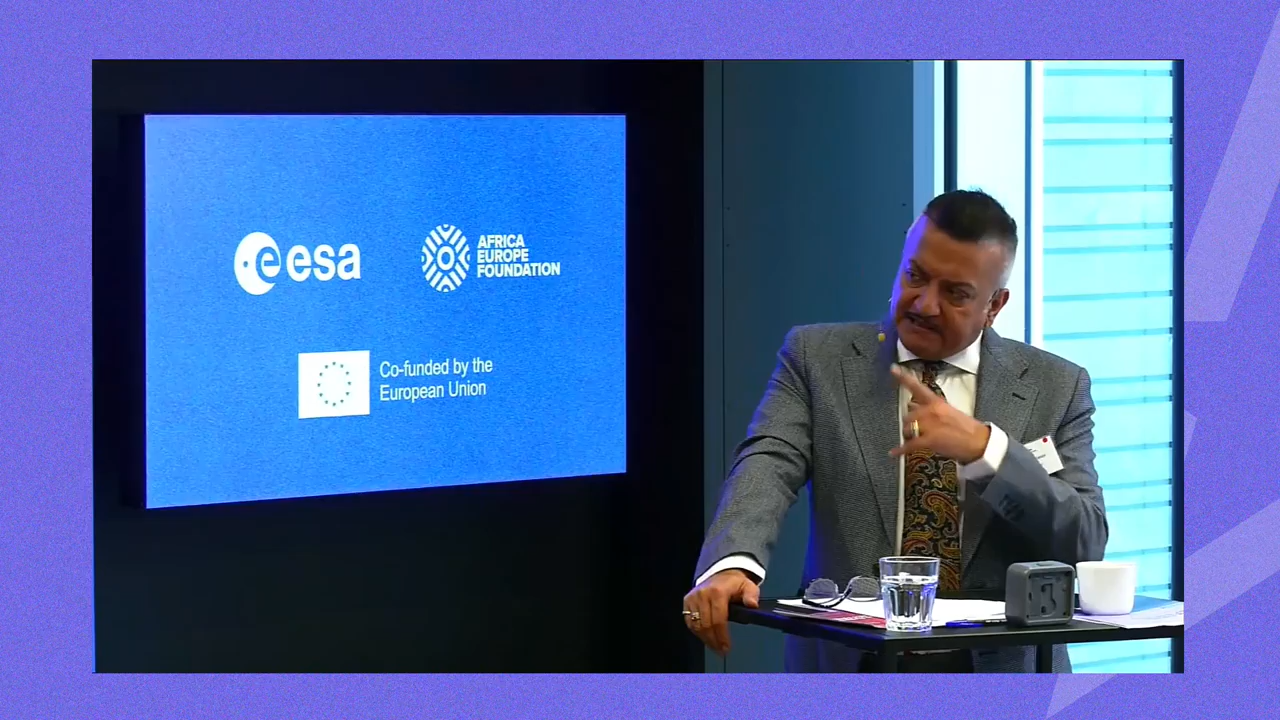 esa
AFRICA
EUROPE
FOUNDATION
Co-funded by the
European Union